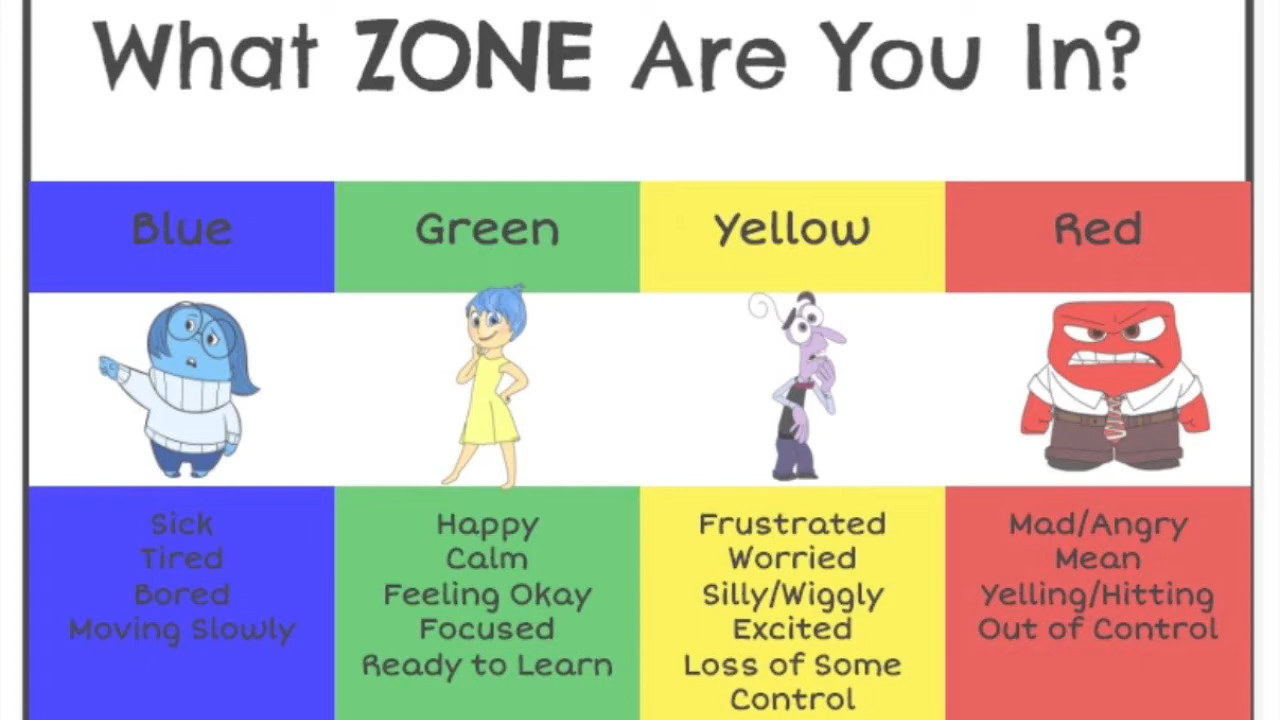 What ZONE Are You In?
Blue
Green
Yellow
Red
Sick
Tired
Bored
Moving Slowly
Happy
Calm
Feeling Okay
Focused
Ready to Learn
Frustrated
Worried
Silly/Wiggly
Excited
Loss of Some
Control
Mad/Angry
Mean
Yelling/Hitting
Out of Control